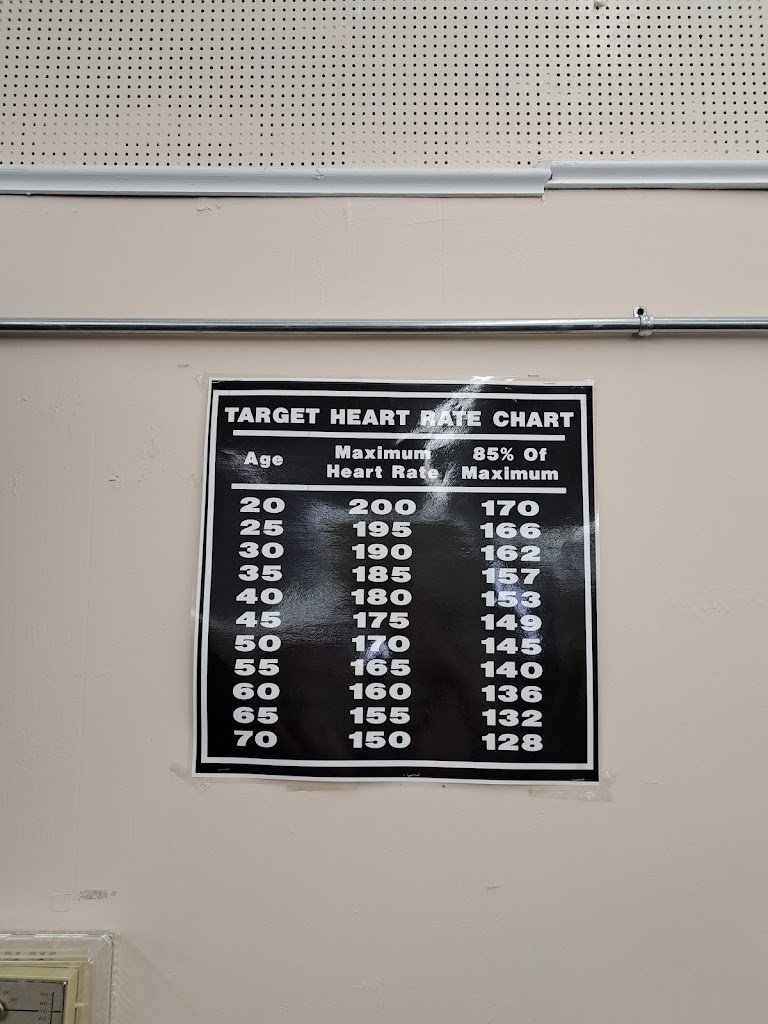 TARGET HEART RATE CHART
Age Maximum Heart Rate 85% Of Maximum
20 200 170
25 195 166
30 190 162
35 185 157
40 180 153
45 175 149
50 170 145
55 165 140
60 160 136
65 155 132
70 150 128